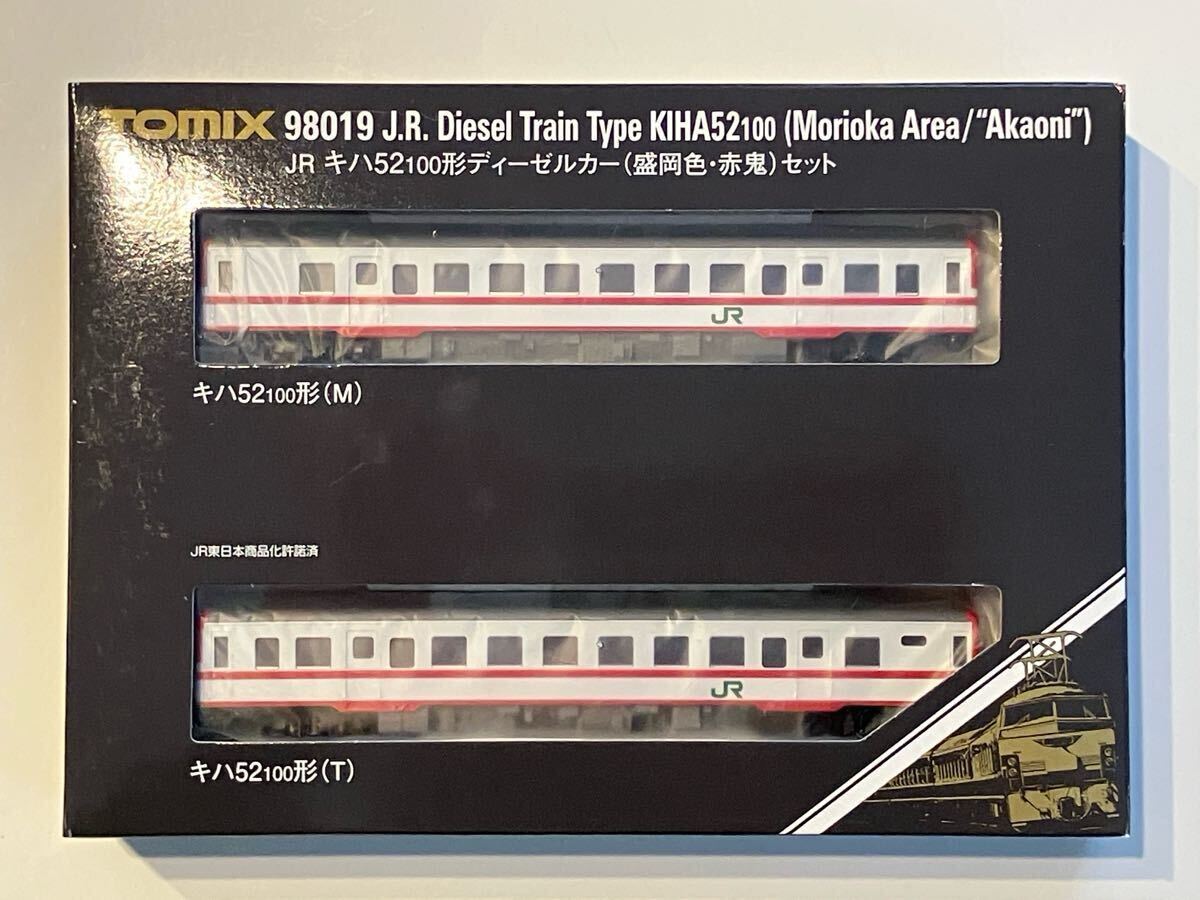 TOMIX 98019 J.R. Diesel Train Type KIHA52100 (Morioka Area/“Akaoni”)
JR キハ52100形ディーゼルカー(盛岡色・赤鬼)セット
JR
キハ52100形(M)
JR東日本商品化許諾済
JR
キハ52100形(T)